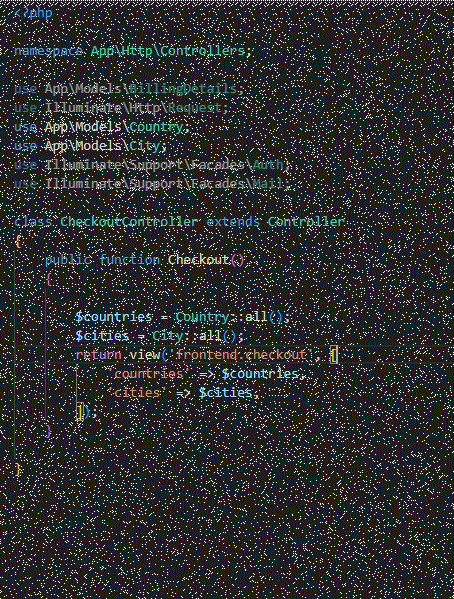 <?php
namespace App\Http\Controllers;
use App\Models\BillingDetails;
use Illuminate\Http\Request;
use App\Models\Country;
use App\Models\City;
use Illuminate\Support\Facades\Auth;
use Illuminate\Support\Facades\Mail;
class CheckoutController extends Controller
{
    public function Checkout()
    {
        $countries = Country::all();
        $cities = City::all();
        return view('frontend.checkout', [
            'countries' => $countries,
            'cities' => $cities,
        ]);
    }
}